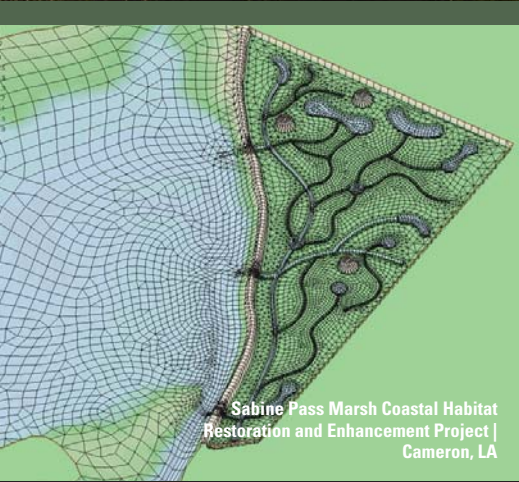 Sabine Pass Marsh Coastal Habitat
Restoration and Enhancement Project |
Cameron, LA